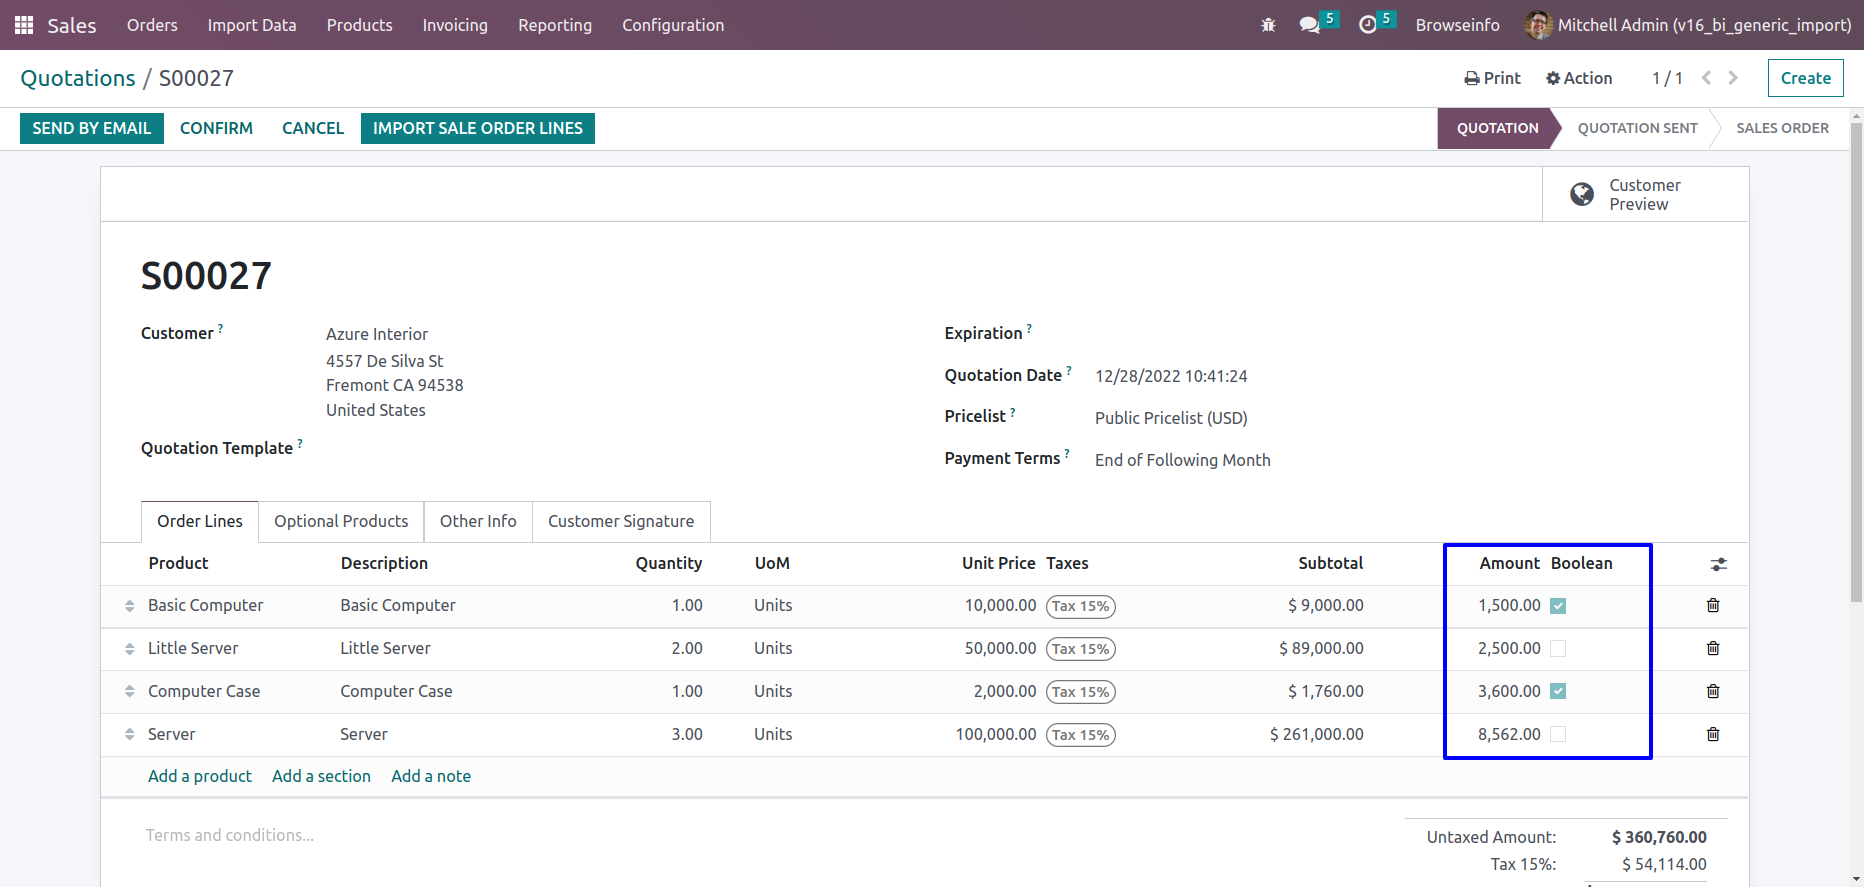 Sales Orders Import Data Products Invoicing Reporting Configuration 5 5 Browseinfo Mitchell Admin (v16_bi_generic_import)
Quotations / S00027 Print Action 1 / 1 Create
SEND BY EMAIL CONFIRM CANCEL IMPORT SALE ORDER LINES QUOTATION QUOTATION SENT SALES ORDER
Customer
Preview
S00027
Customer ? Azure Interior
4557 De Silva St
Fremont CA 94538
United States
Quotation Template ?
Expiration ?
Quotation Date ? 12/28/2022 10:41:24
Pricelist ? Public Pricelist (USD)
Payment Terms ? End of Following Month
Order Lines Optional Products Other Info Customer Signature
Product Description Quantity UoM Unit Price Taxes Subtotal Amount Boolean
Basic Computer Basic Computer 1.00 Units 10,000.00 Tax 15% $ 9,000.00 1,500.00
Little Server Little Server 2.00 Units 50,000.00 Tax 15% $ 89,000.00 2,500.00
Computer Case Computer Case 1.00 Units 2,000.00 Tax 15% $ 1,760.00 3,600.00
Server Server 3.00 Units 100,000.00 Tax 15% $ 261,000.00 8,562.00
Add a product Add a section Add a note
Terms and conditions...
Untaxed Amount: $ 360,760.00
Tax 15%: $ 54,114.00